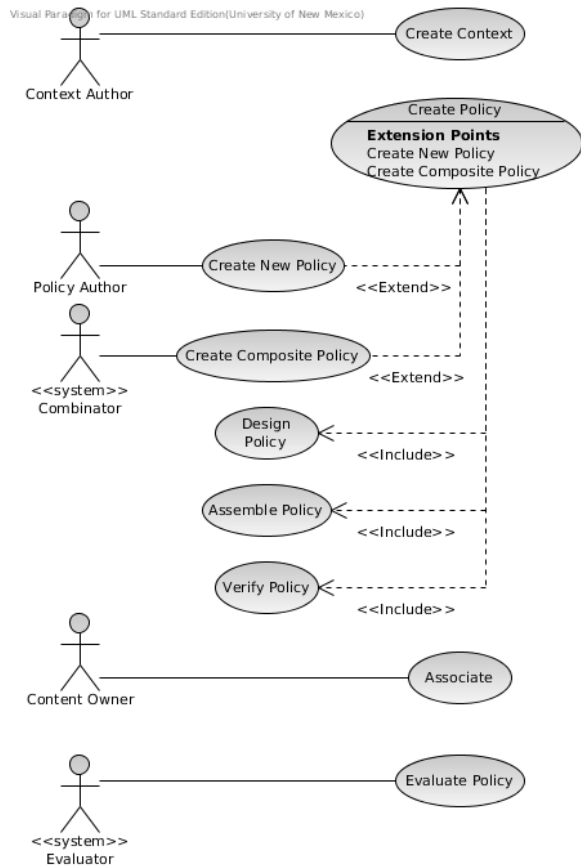 Visual Paradigm for UML Standard Edition(University of New Mexico)
Create Context
Context Author
Create Policy
Extension Points
Create New Policy
Create Composite Policy
Policy Author
Create New Policy
<<Extend>>
Create Composite Policy
<<Extend>>
<<system>>
Combinator
Design
Policy
<<Include>>
Assemble Policy
<<Include>>
Verify Policy
<<Include>>
Content Owner
Associate
Evaluate Policy
<<system>>
Evaluator